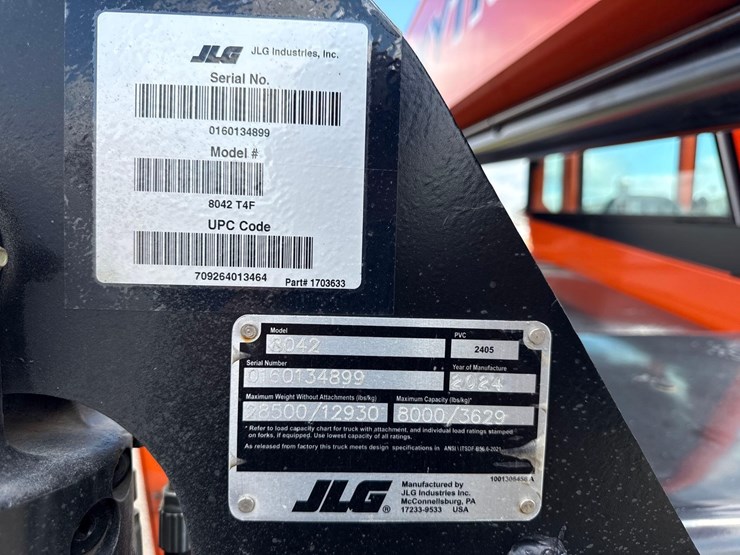 JLG JLG Industries, Inc.
Serial No.
0160134899
Model #
8042 T4F
UPC Code
709264013464 Part# 1703633
Model PVC
8042 2405
Serial Number Year of Manufacture
0160134899 2024
Maximum Weight Without Attachments (lbs/kg) Maximum Capacity (lbs/kg)*
28500/12930 8000/3629
* Refer to load capacity chart for truck with attachment, and individual load ratings stamped
on forks, if equipped. Use lowest capacity of all ratings.
As released from factory this truck meets design specifications in ANSI \ ITSDF
JLG ®
Manufactured by
JLG Industries Inc.
McConnellsburg, PA
17233-9533 USA